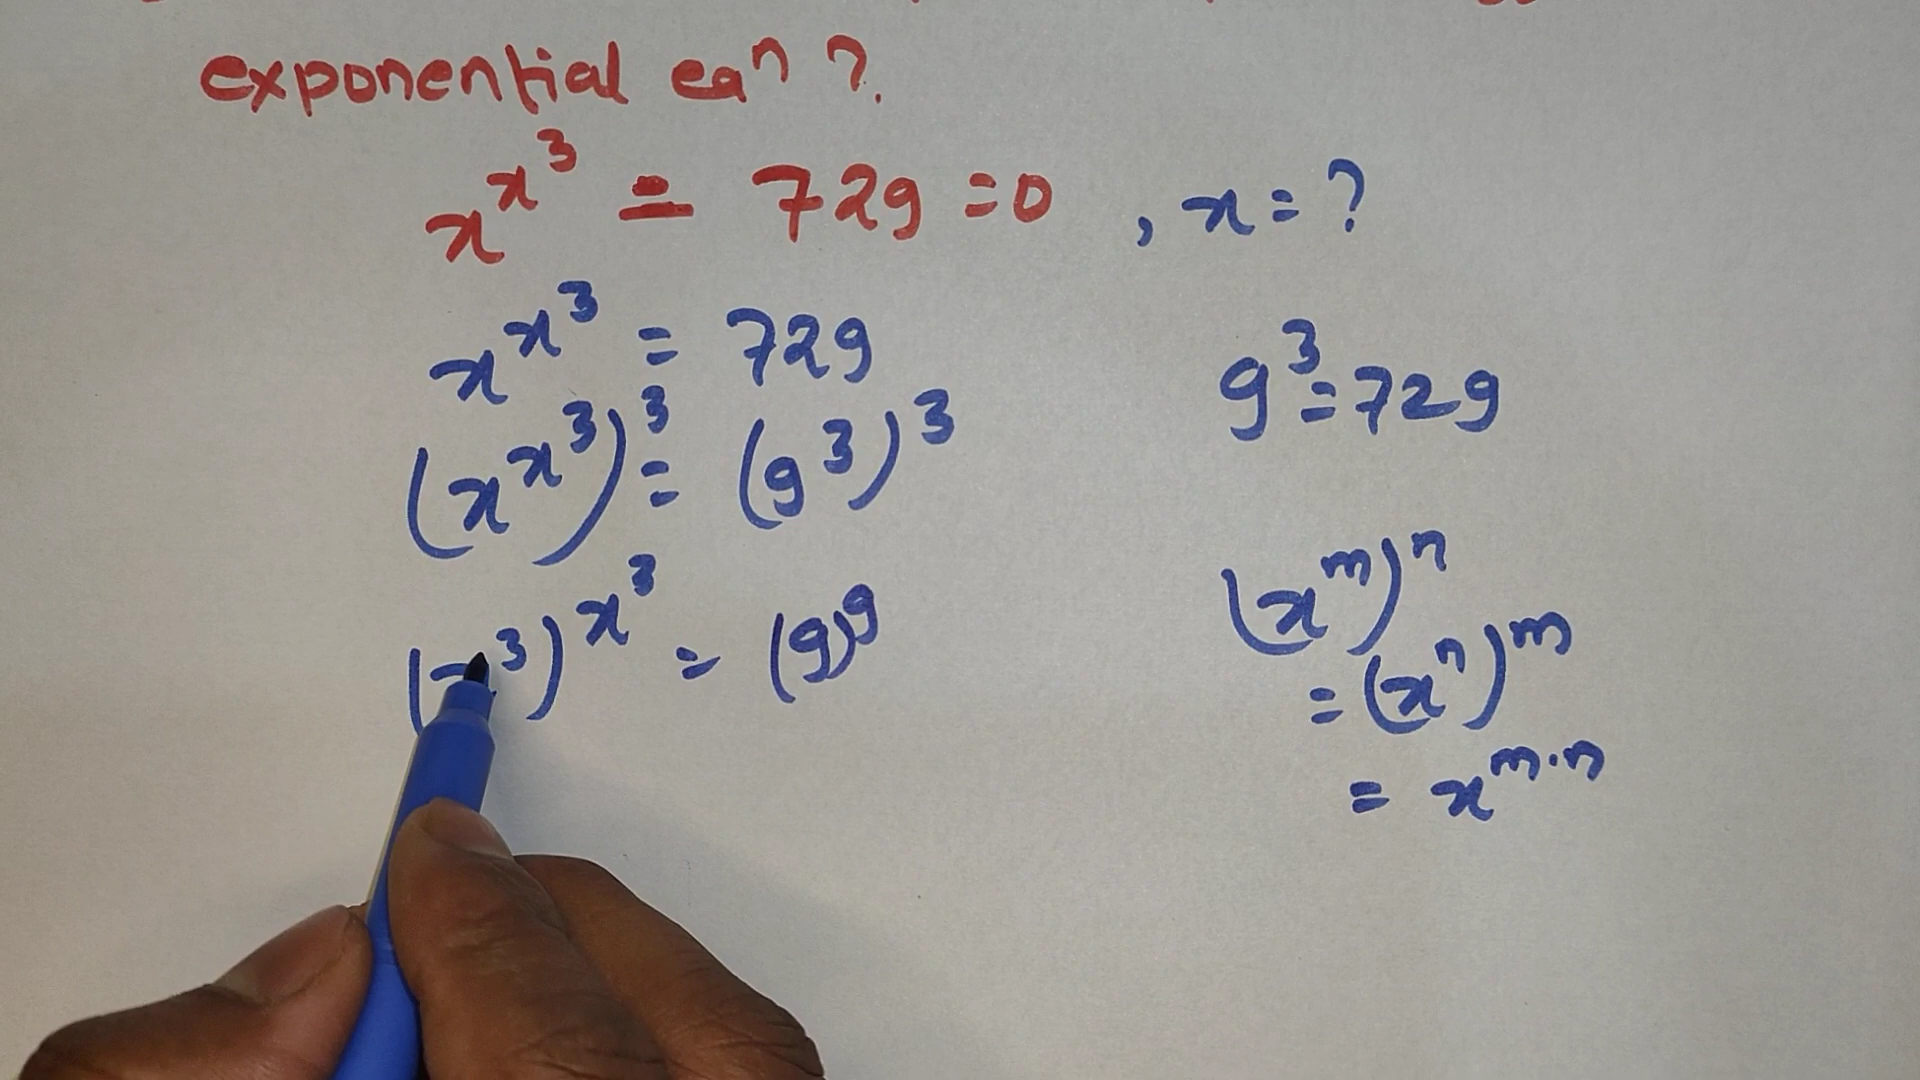 exponential eqⁿ ?
x^x^3 - 729 = 0 , x = ?
x^x^3 = 729
9^3 = 729
(x^x^3)^3 = (9^3)^3
(x^3)^x^3 = (9)^9
(x^m)^n
= (x^n)^m
= x^m.n